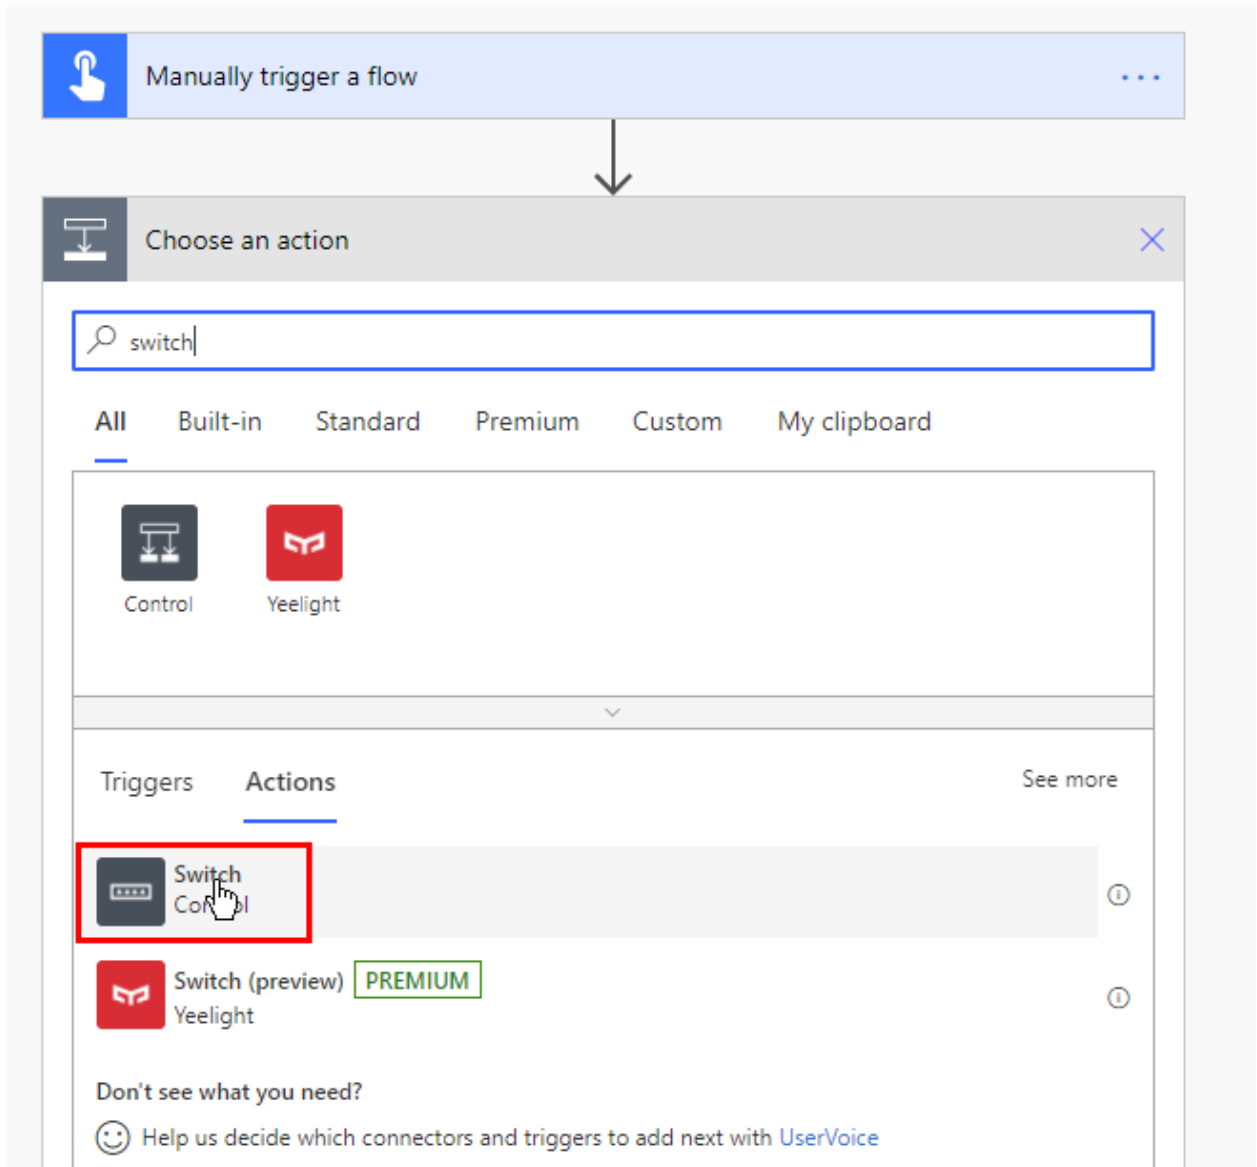 Manually trigger a flow
Choose an action
switch
All Built-in Standard Premium Custom My clipboard
Control Yeelight
Triggers Actions See more
Switch
Control
Switch (preview) PREMIUM
Yeelight
Don't see what you need?
Help us decide which connectors and triggers to add next with UserVoice